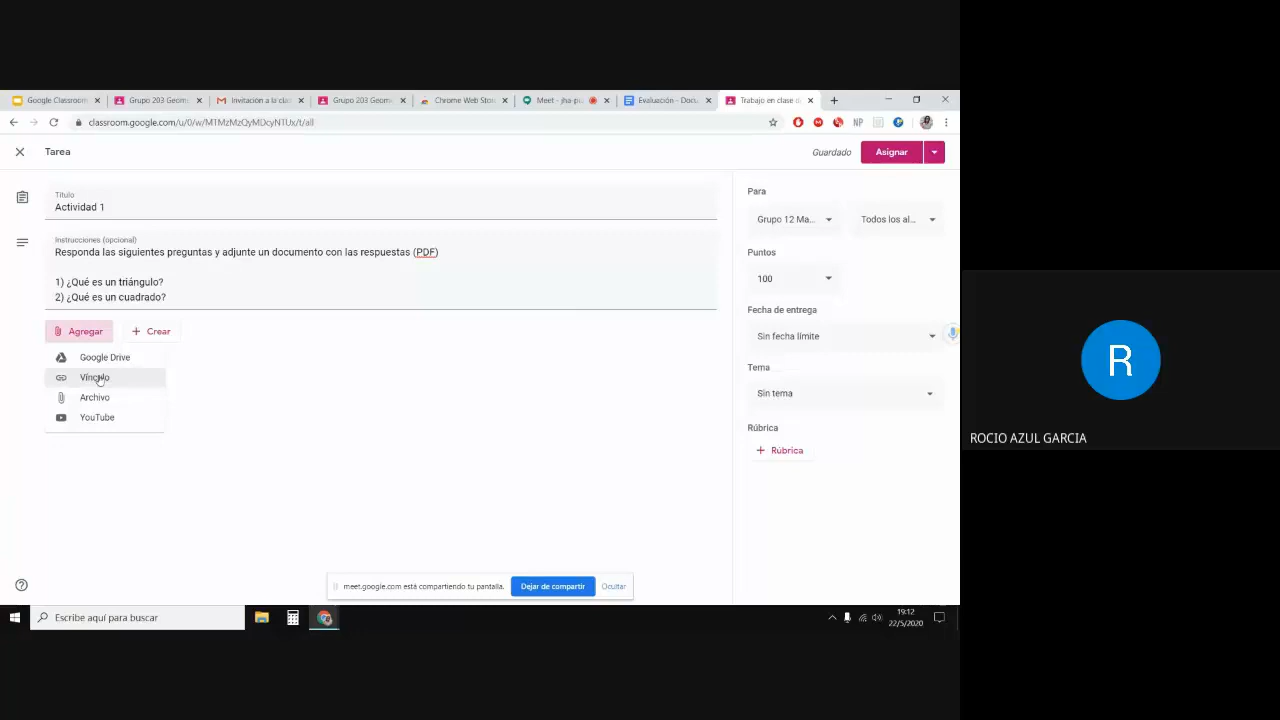 Google Classroom
Grupo 203 Geome
Invitación a la cla
Grupo 203 Geome
Chrome Web Stor
Meet – jha-p
Evaluación - Docu
Trabajo en clase d
classroom.google.com/u/0/w/MTMzMzQyMDcyNTUx/t/all
NP
Tarea
Guardado
Asignar
Título
Actividad 1
Instrucciones (opcional)
Responda las siguientes preguntas y adjunte un documento con las respuestas (PDF)
1) ¿Qué es un triángulo?
2) ¿Qué es un cuadrado?
Agregar
Crear
Google Drive
Vínculo
Archivo
YouTube
Para
Grupo 12 Ma...
Todos los al...
Puntos
100
Fecha de entrega
Sin fecha límite
Tema
Sin tema
Rúbrica
Rúbrica
meet.google.com está compartiendo tu pantalla.
Dejar de compartir
Ocultar
Escribe aquí para buscar
19:12
22/5/2020
R
ROCIO AZUL GARCIA